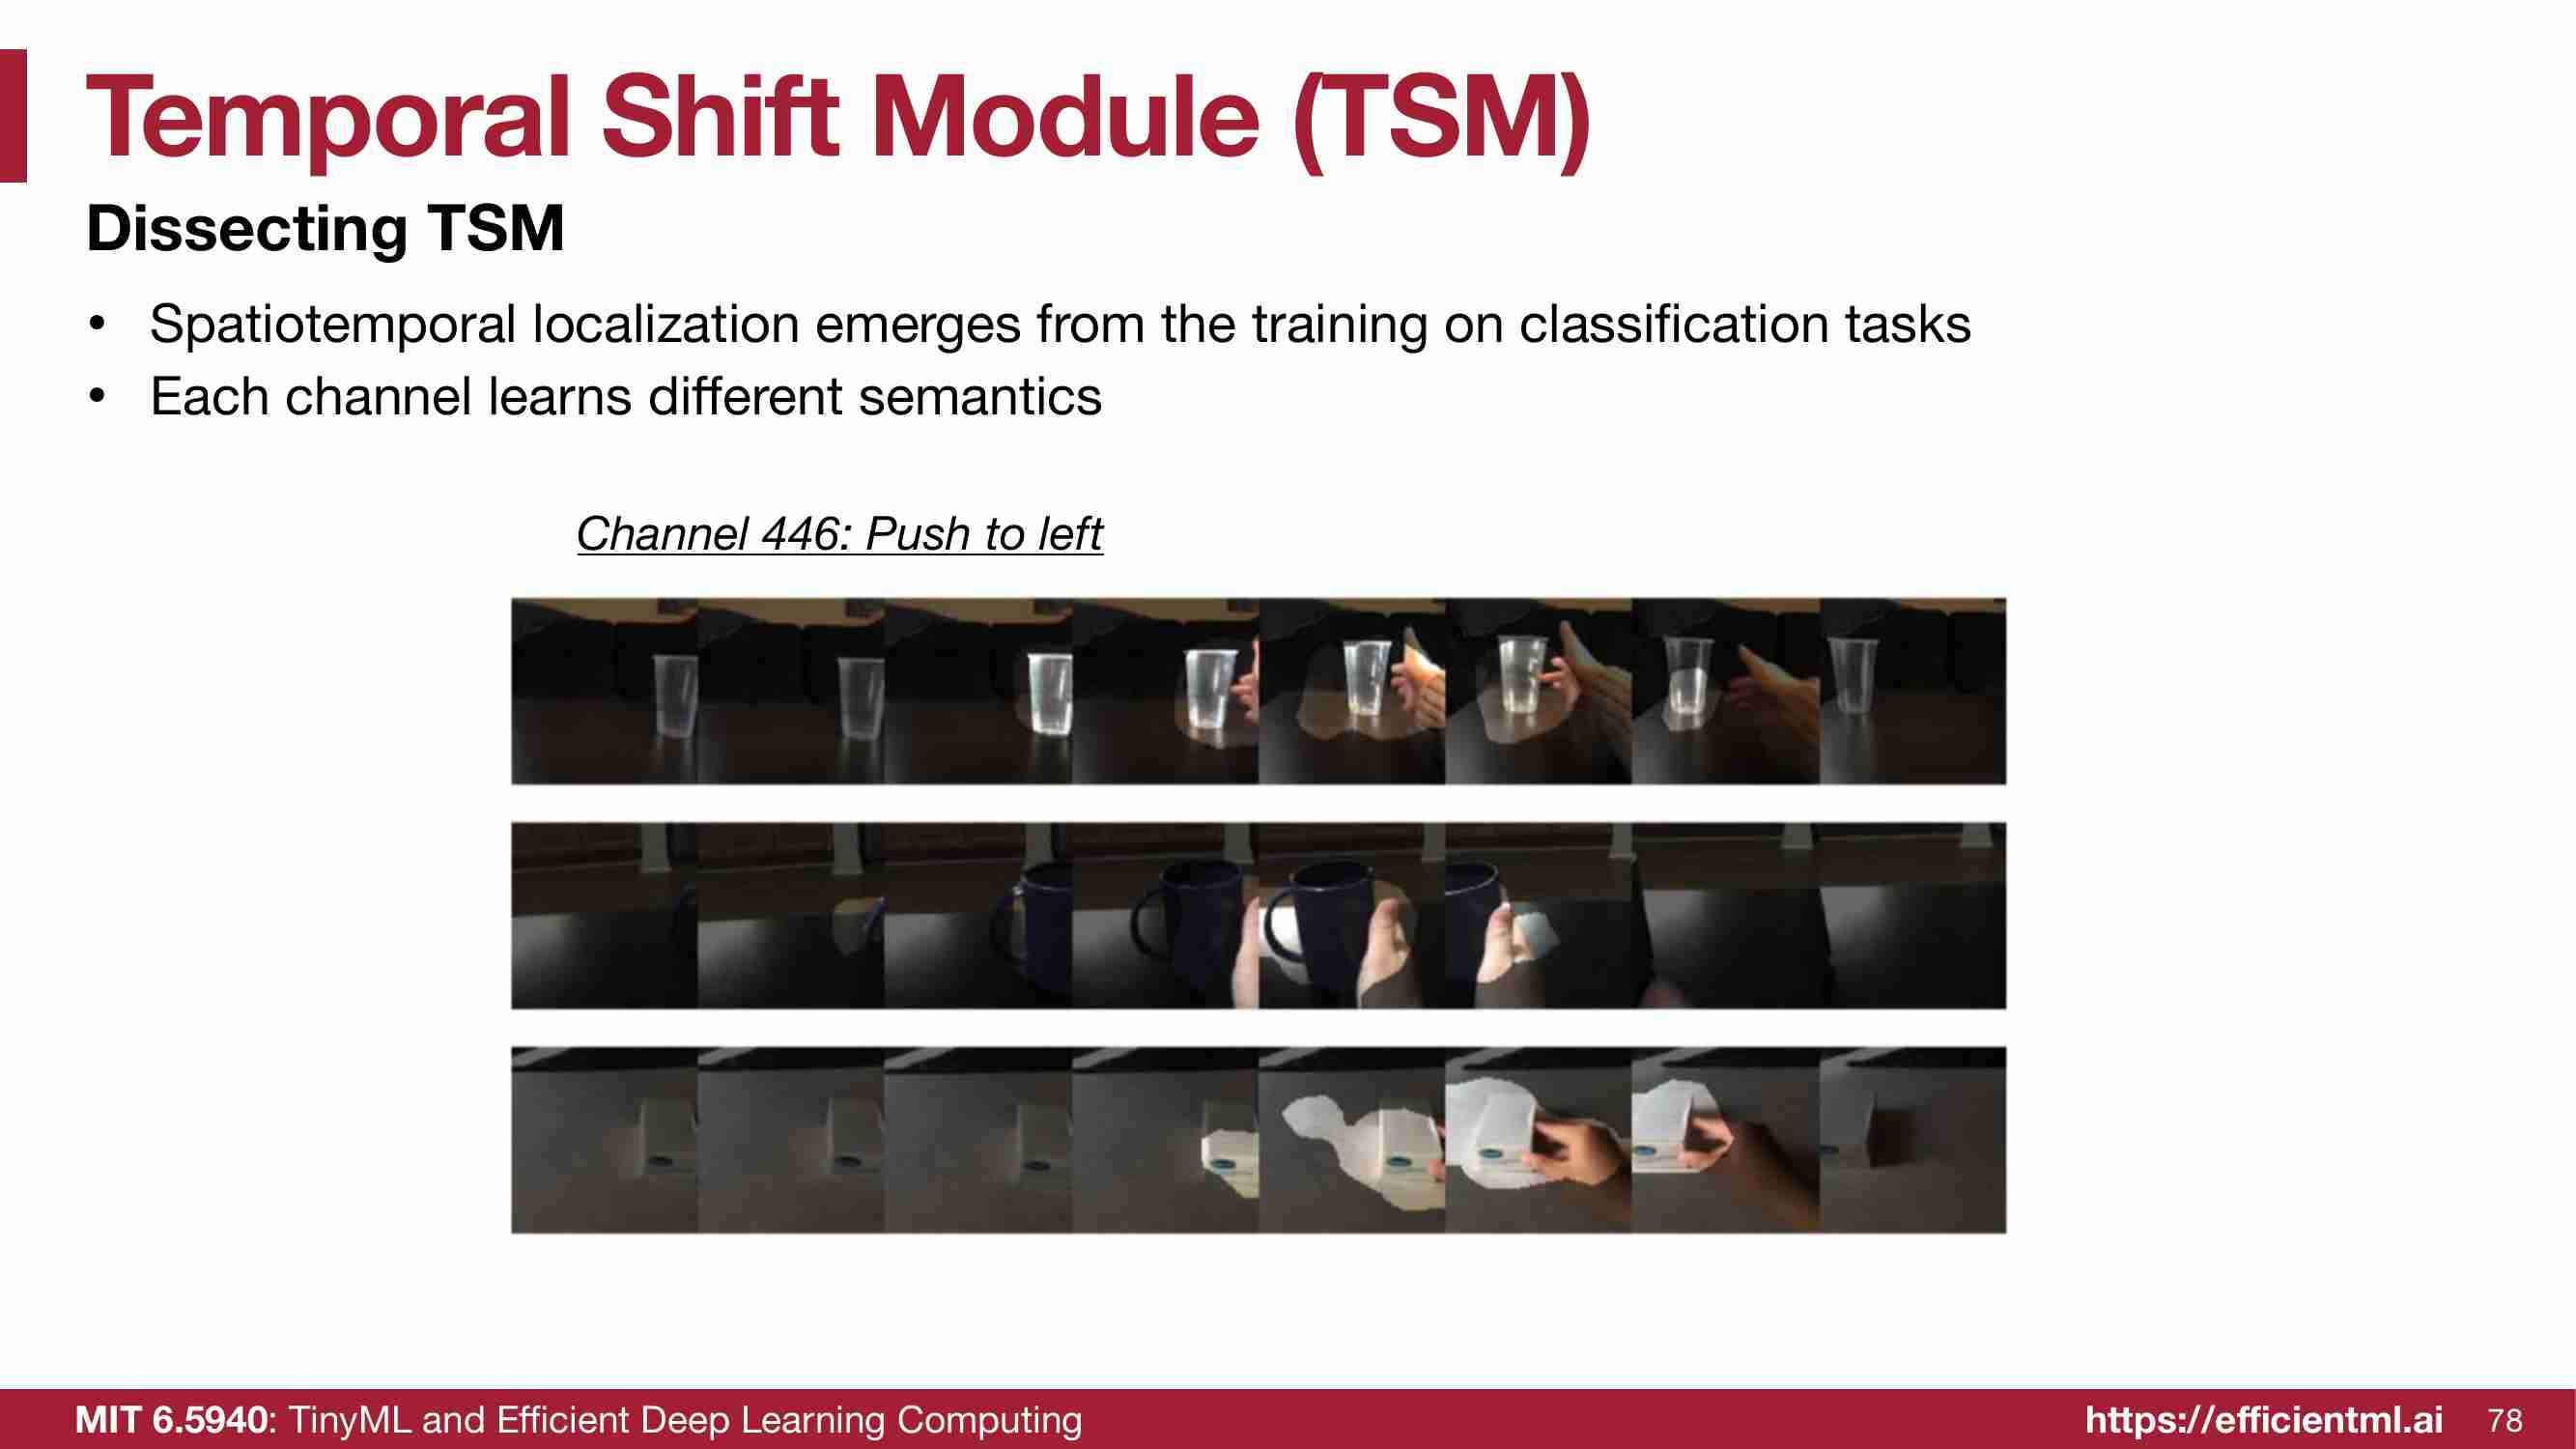 Temporal Shift Module (TSM)
Dissecting TSM
• Spatiotemporal localization emerges from the training on classification tasks
• Each channel learns different semantics
Channel 446: Push to left
MIT 6.5940: TinyML and Efficient Deep Learning Computing
https://efficientml.ai
78